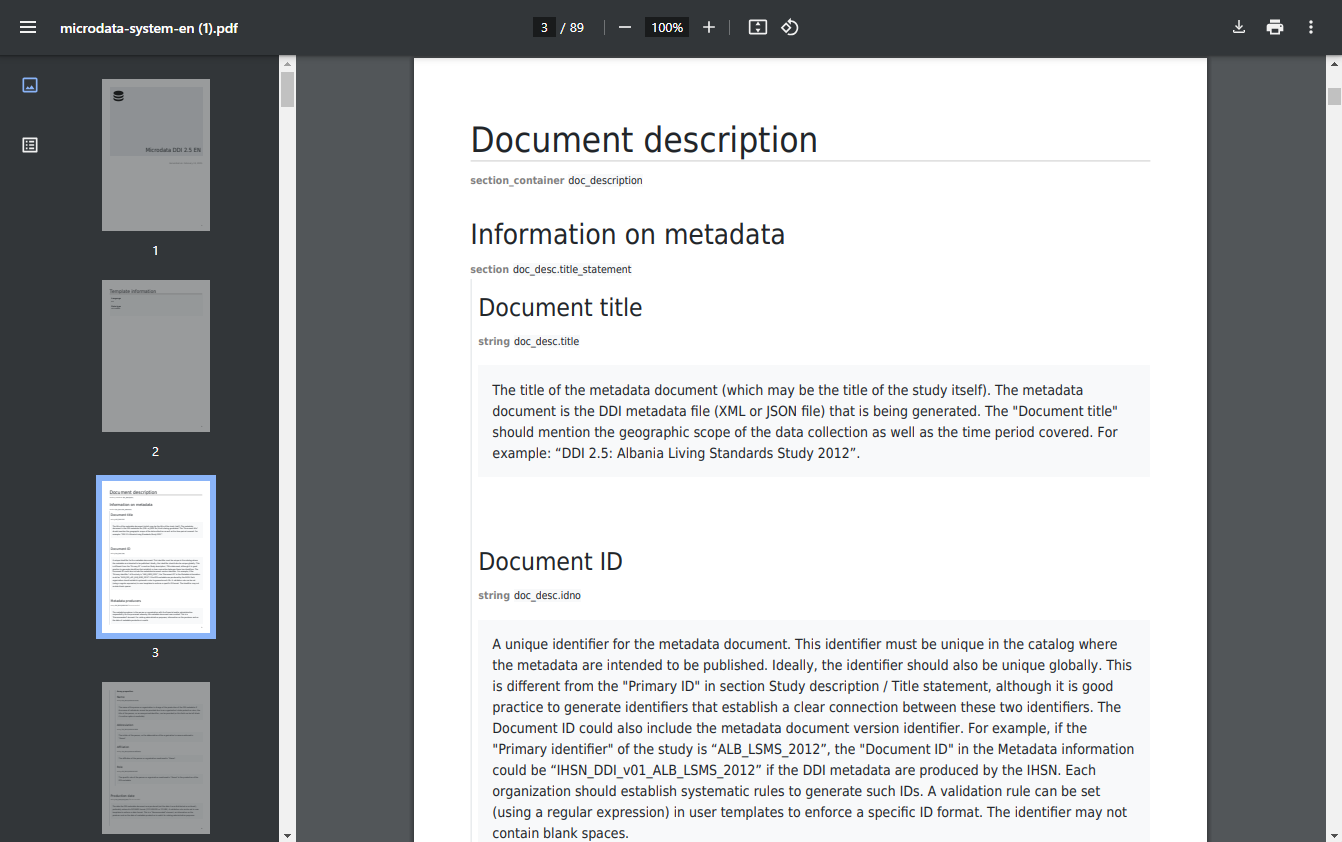 microdata-system-en (1).pdf
3 / 89
100%
Microdata DDI 2.5 EN
1
Template information
2
Document description
Information on metadata
Document title
Document ID
Metadata producers
3
Document description
section_container doc_description
Information on metadata
section doc_desc.title_statement
Document title
string doc_desc.title
The title of the metadata document (which may be the title of the study itself). The metadata
document is the DDI metadata file (XML or JSON file) that is being generated. The "Document title"
should mention the geographic scope of the data collection as well as the time period covered. For
example: “DDI 2.5: Albania Living Standards Study 2012”.
Document ID
string doc_desc.idno
A unique identifier for the metadata document. This identifier must be unique in the catalog where
the metadata are intended to be published. Ideally, the identifier should also be unique globally. This
is different from the "Primary ID" in section Study description / Title statement, although it is good
practice to generate identifiers that establish a clear connection between these two identifiers. The
Document ID could also include the metadata document version identifier. For example, if the
"Primary identifier" of the study is “ALB_LSMS_2012”, the "Document ID" in the Metadata information
could be “IHSN_DDI_v01_ALB_LSMS_2012” if the DDI metadata are produced by the IHSN. Each
organization should establish systematic rules to generate such IDs. A validation rule can be set
(using a regular expression) in user templates to enforce a specific ID format. The identifier may not
contain blank spaces.